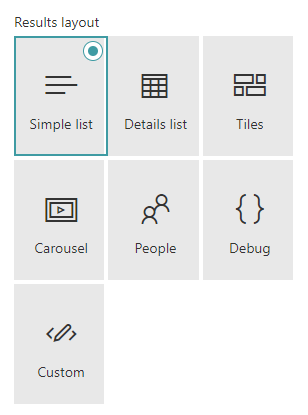 Results layout
Simple list
Details list
Tiles
Carousel
People
Debug
Custom